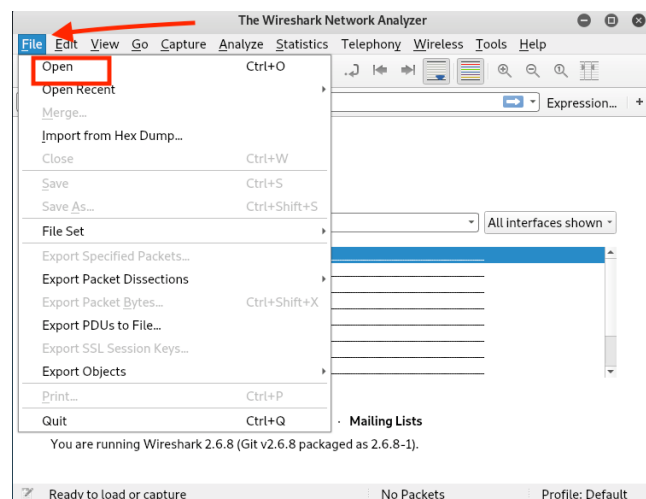 The Wireshark Network Analyzer
File Edit View Go Capture Analyze Statistics Telephony Wireless Tools Help
Open Ctrl+O
Open Recent
Expression... +
Merge...
Import from Hex Dump...
Close Ctrl+W
Save Ctrl+S
Save As... Ctrl+Shift+S
File Set
All interfaces shown
Export Specified Packets...
Export Packet Dissections
Export Packet Bytes... Ctrl+Shift+X
Export PDUs to File...
Export SSL Session Keys...
Export Objects
Print... Ctrl+P
Quit Ctrl+Q
· Mailing Lists
You are running Wireshark 2.6.8 (Git v2.6.8 packaged as 2.6.8-1).
Ready to load or capture No Packets Profile: Default